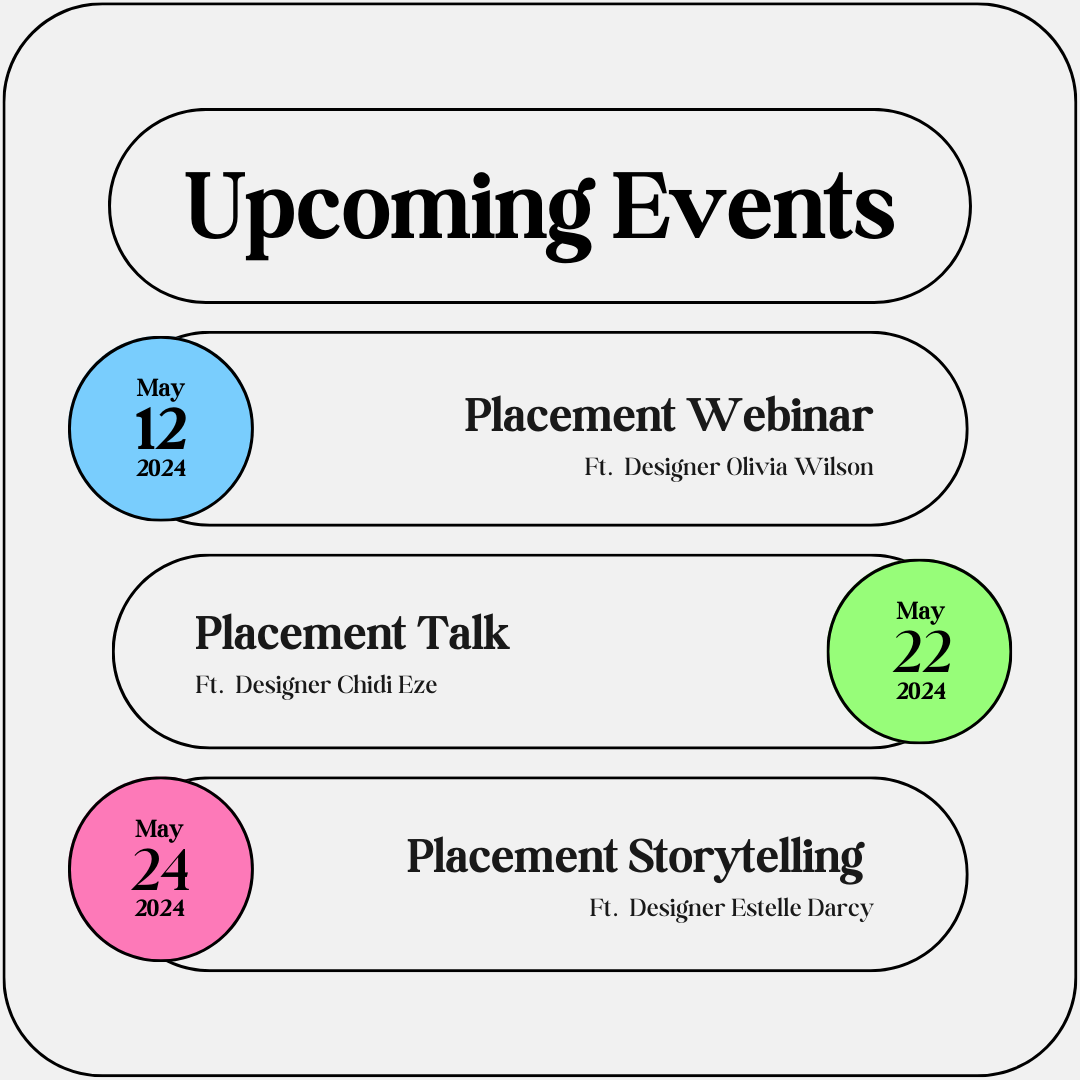 Upcoming Events
May
12
2024
Placement Webinar
Ft. Designer Olivia Wilson
Placement Talk
Ft. Designer Chidi Eze
May
22
2024
May
24
2024
Placement Storytelling
Ft. Designer Estelle Darcy